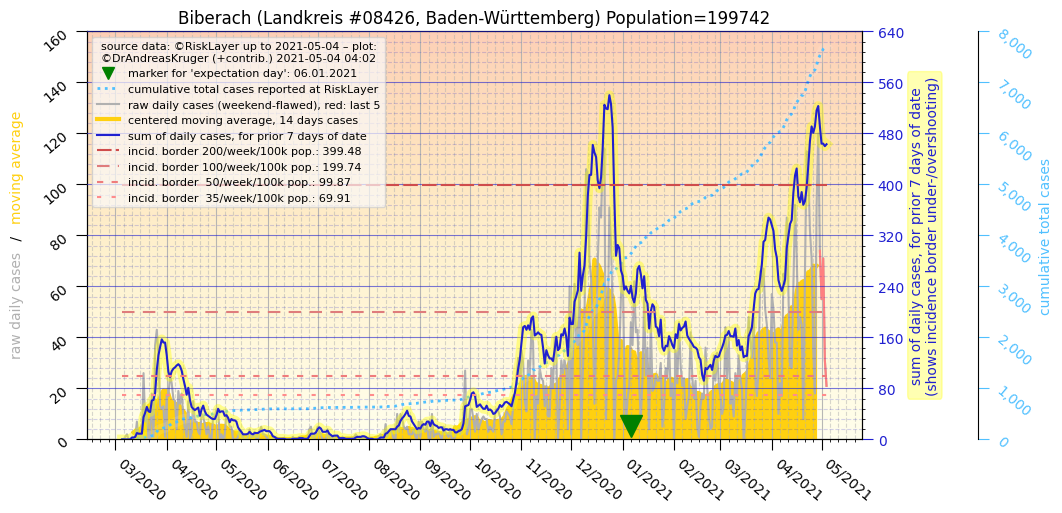 Biberach (Landkreis #08426, Baden-Württemberg) Population=199742
source data: ©RiskLayer up to 2021-05-04 – plot:
©DrAndreasKruger (+contrib.) 2021-05-04 04:02
marker for 'expectation day': 06.01.2021
cumulative total cases reported at RiskLayer
raw daily cases (weekend-flawed), red: last 5
centered moving average, 14 days cases
sum of daily cases, for prior 7 days of date
incid. border 200/week/100k pop.: 399.48
incid. border 100/week/100k pop.: 199.74
incid. border  50/week/100k pop.: 99.87
incid. border  35/week/100k pop.: 69.91
raw daily cases / moving average
160
140
120
100
80
60
40
20
0
640
560
480
400
320
240
160
80
0
sum of daily cases, for prior 7 days of date
(shows incidence border under-/overshooting)
8,000
7,000
6,000
5,000
4,000
3,000
2,000
1,000
0
cumulative total cases
03/2020
04/2020
05/2020
06/2020
07/2020
08/2020
09/2020
10/2020
11/2020
12/2020
01/2021
02/2021
03/2021
04/2021
05/2021